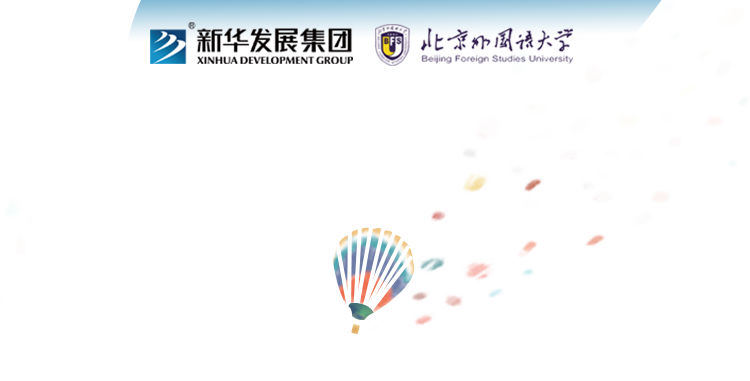 新华发展集团®
XINHUA DEVELOPMENT GROUP
北京外国语大学
Beijing Foreign Studies University
BFS